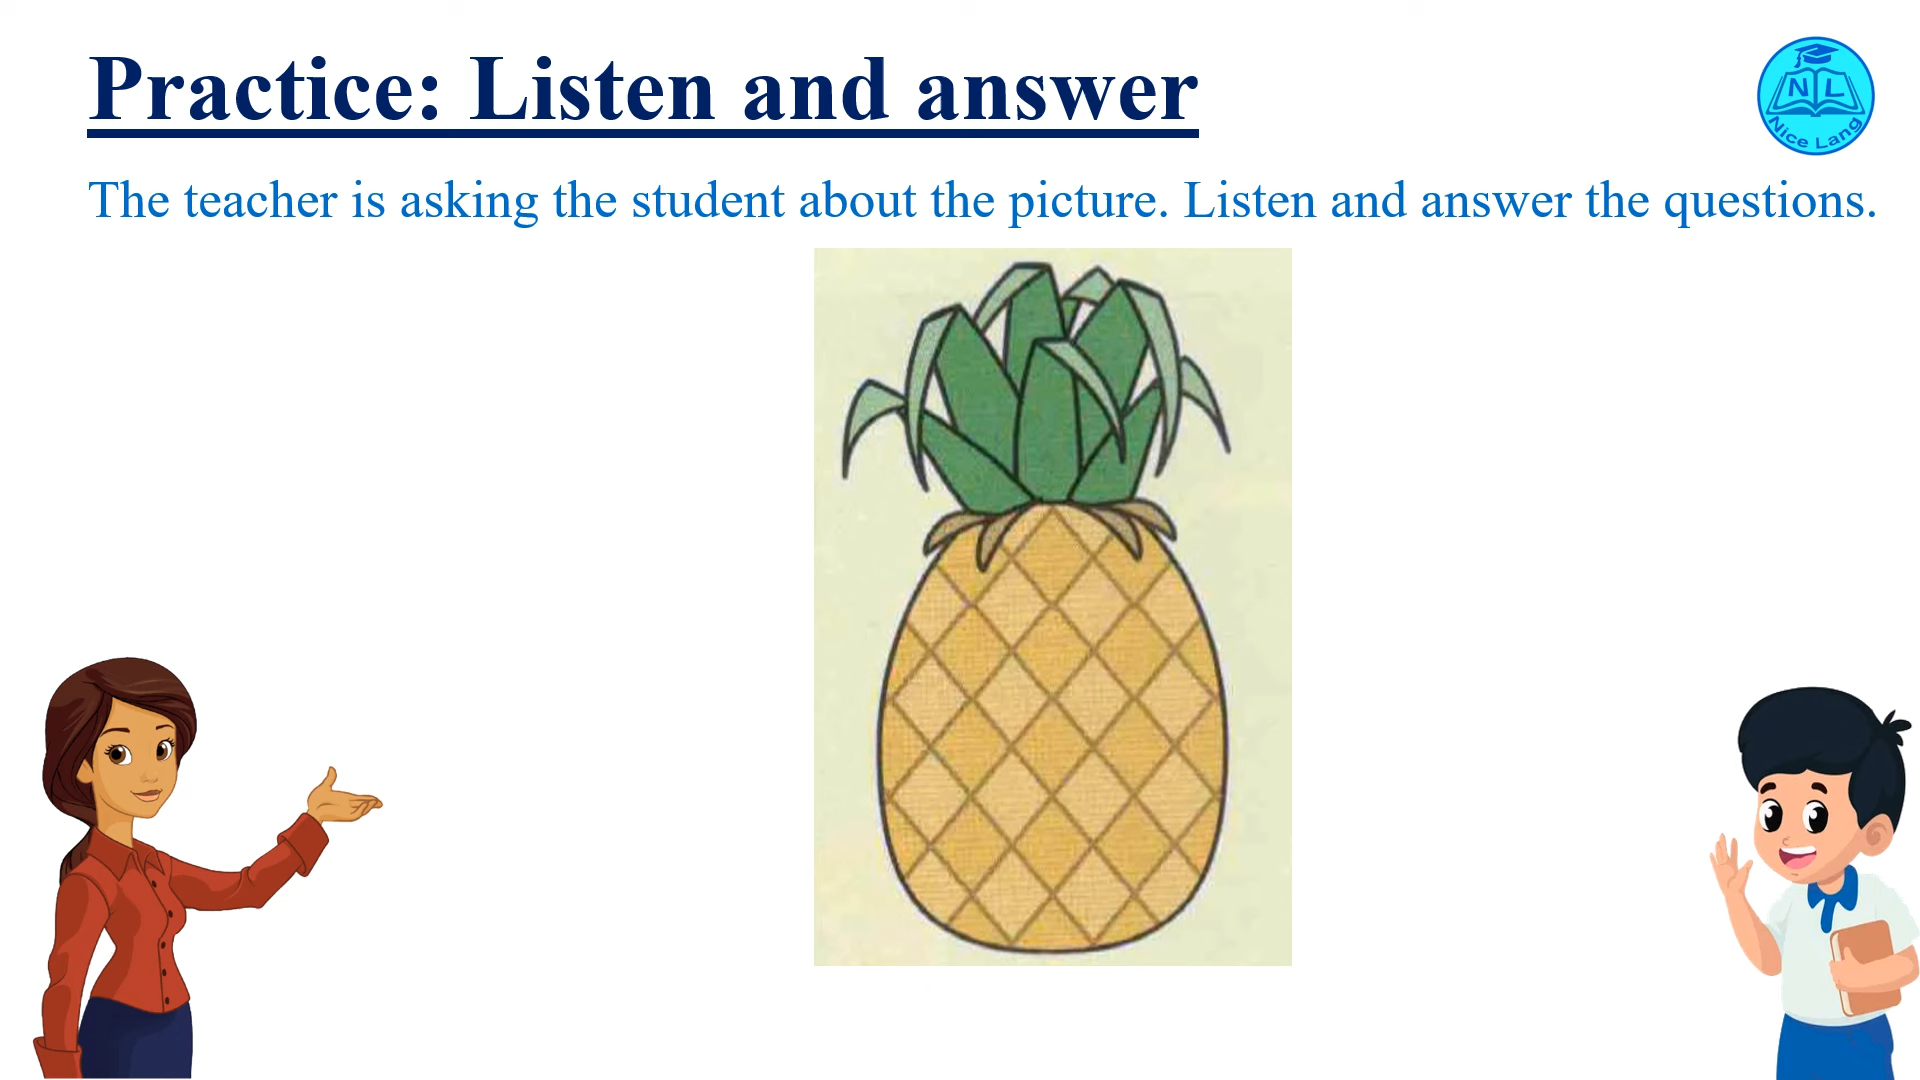 Practice: Listen and answer
The teacher is asking the student about the picture. Listen and answer the questions.
N L
Nice Lang